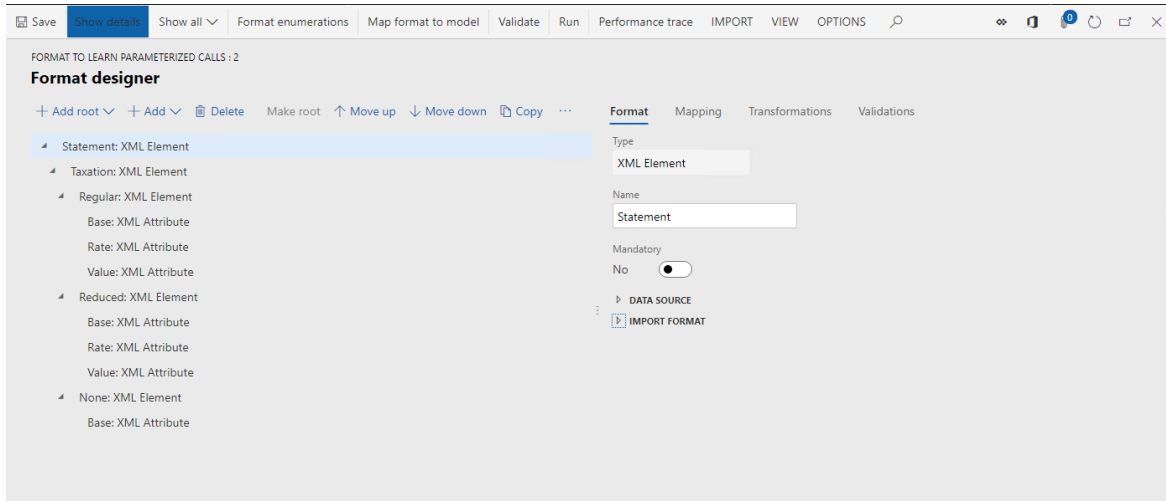 Save Show details Show all Format enumerations Map format to model Validate Run Performance trace IMPORT VIEW OPTIONS 0
FORMAT TO LEARN PARAMETERIZED CALLS : 2
Format designer
Add root Add Delete Make root Move up Move down Copy ...
Format Mapping Transformations Validations
Statement: XML Element
Taxation: XML Element
Regular: XML Element
Base: XML Attribute
Rate: XML Attribute
Value: XML Attribute
Reduced: XML Element
Base: XML Attribute
Rate: XML Attribute
Value: XML Attribute
None: XML Element
Base: XML Attribute
Type
XML Element
Name
Statement
Mandatory
No
DATA SOURCE
IMPORT FORMAT